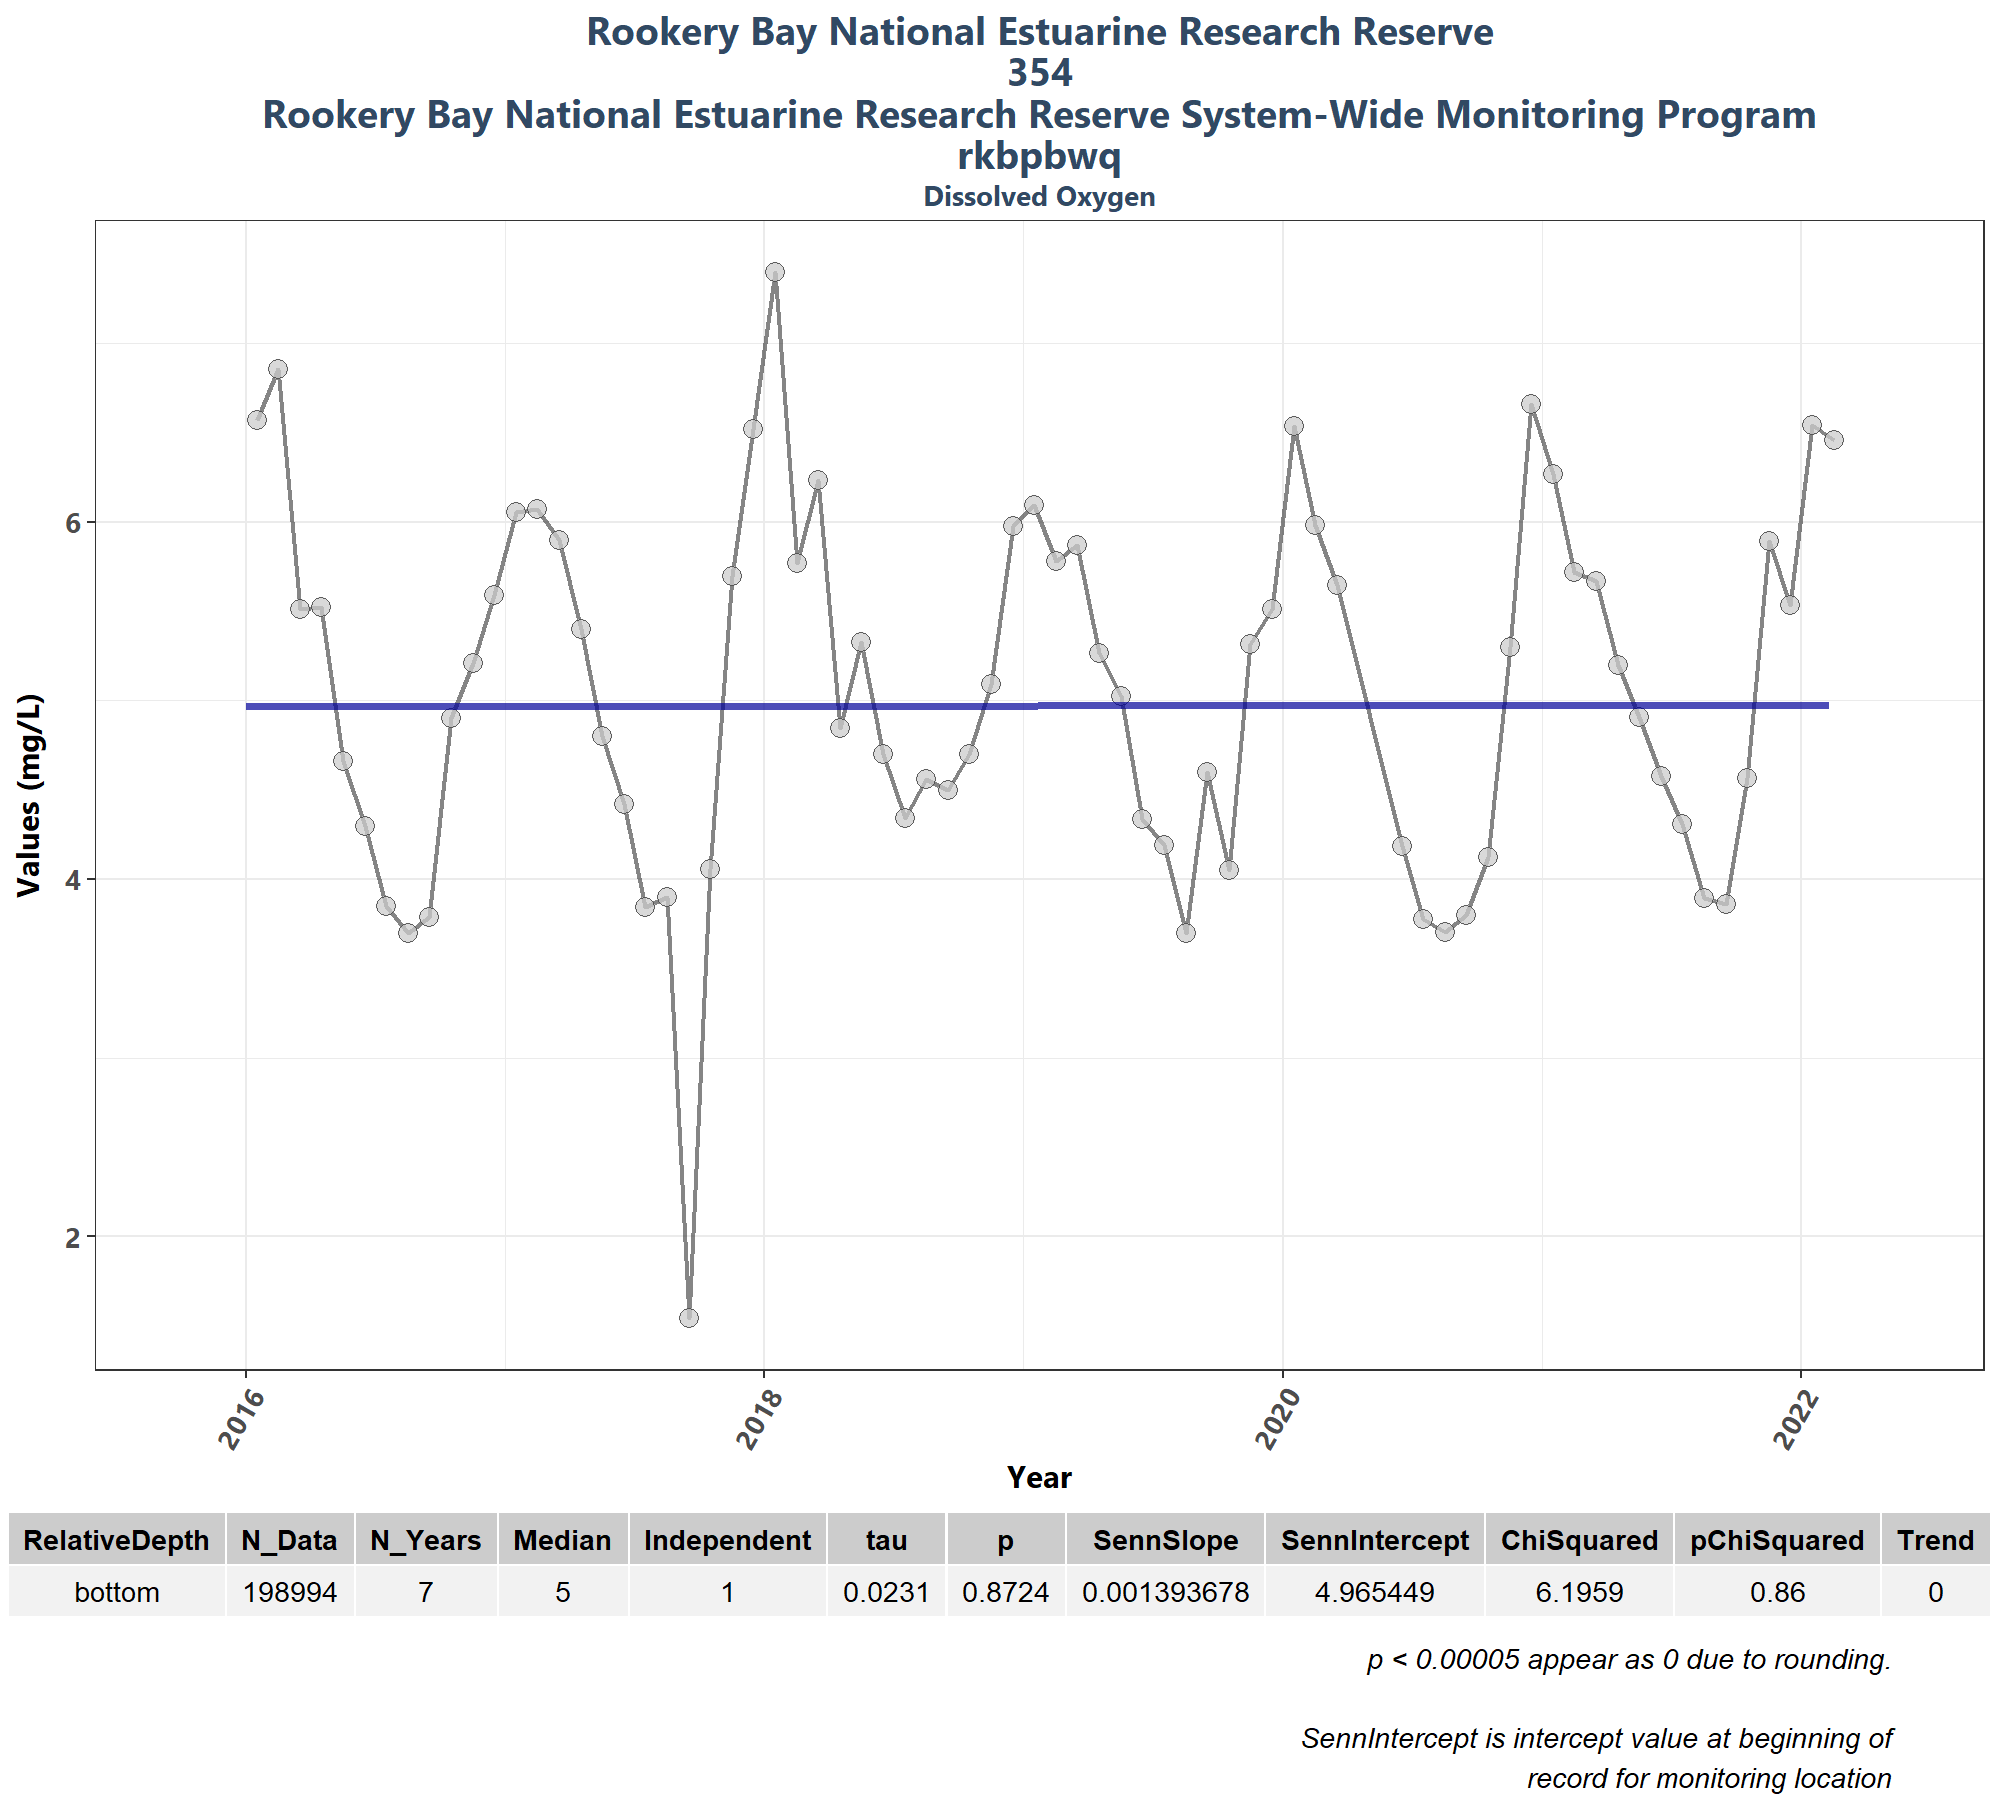 Rookery Bay National Estuarine Research Reserve
354
Rookery Bay National Estuarine Research Reserve System-Wide Monitoring Program
rkbpbwq
Dissolved Oxygen
Values (mg/L)
6
4
2
2016
2018
2020
2022
Year
RelativeDepth N_Data N_Years Median Independent tau p SennSlope SennIntercept ChiSquared pChiSquared Trend
bottom 198994 7 5 1 0.0231 0.8724 0.001393678 4.965449 6.1959 0.86 0
p < 0.00005 appear as 0 due to rounding.
SennIntercept is intercept value at beginning of
record for monitoring location